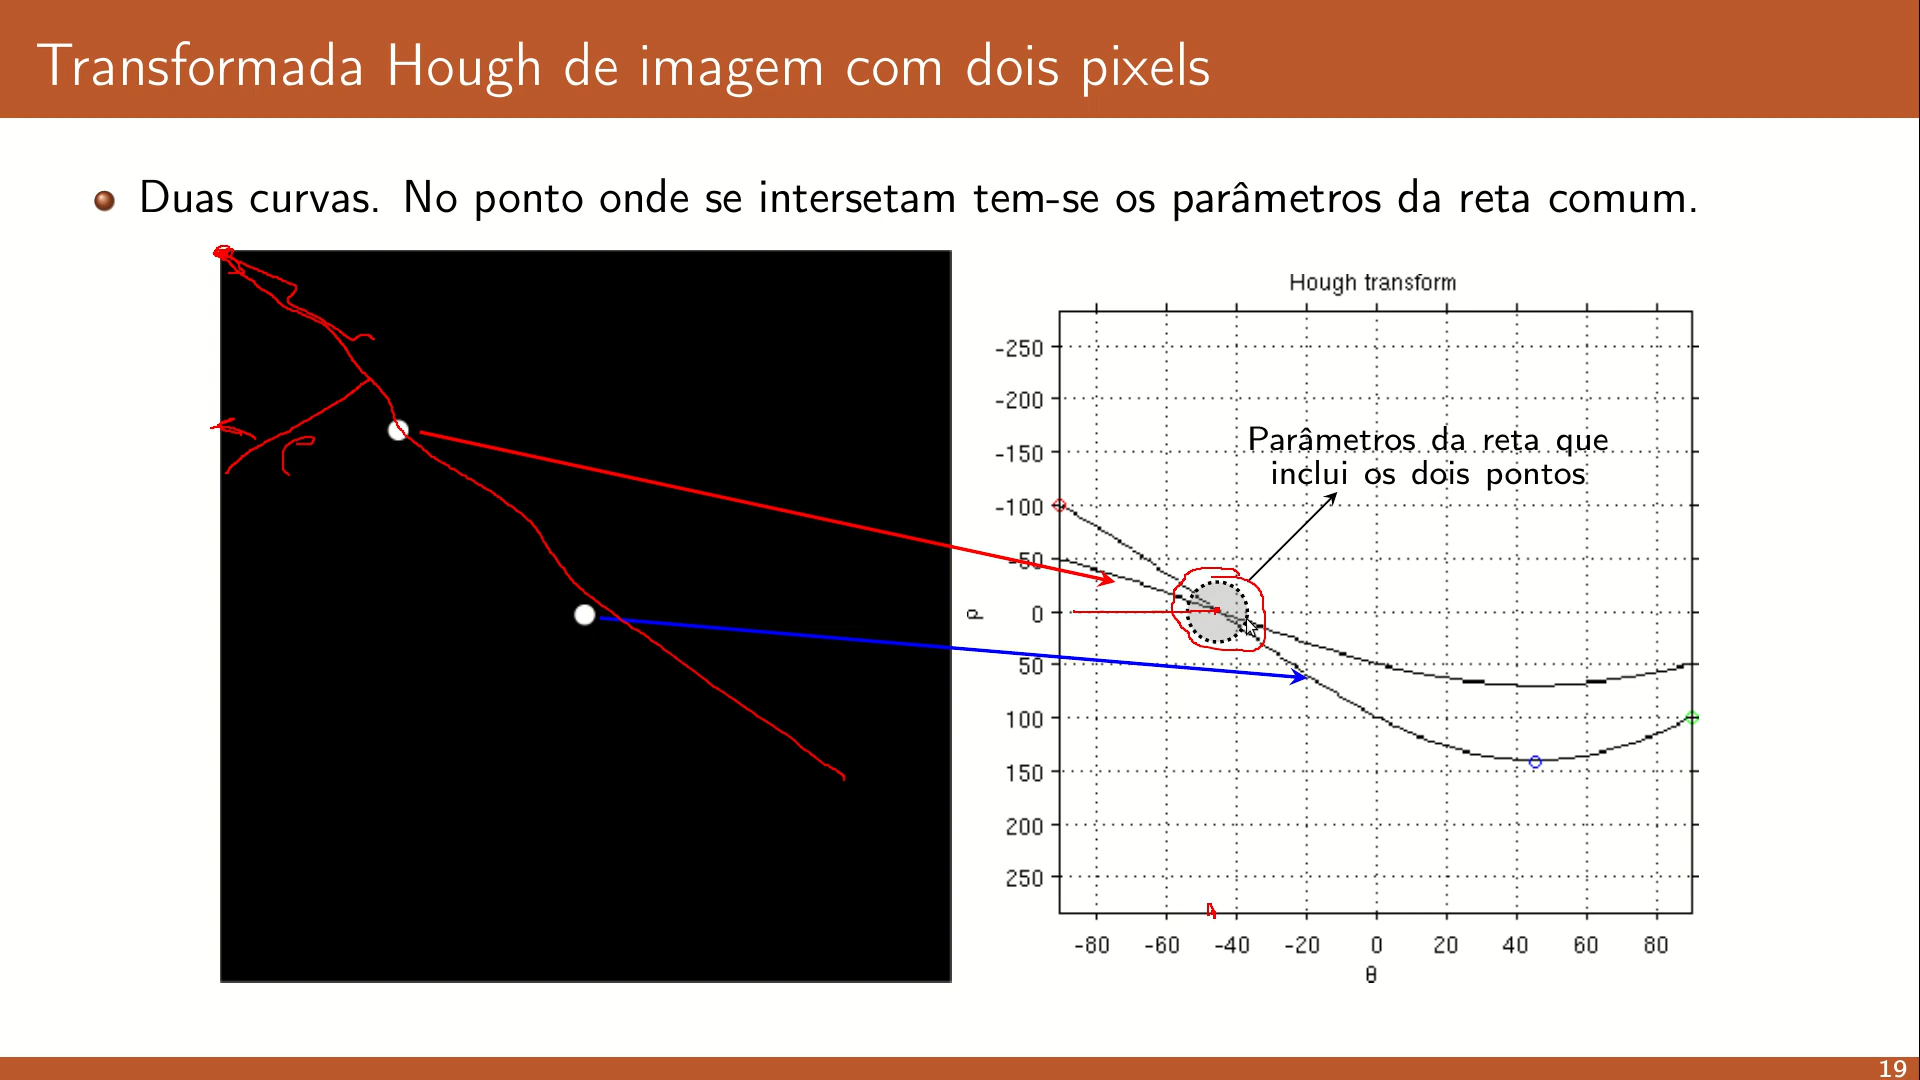 Transformada Hough de imagem com dois pixels
Duas curvas. No ponto onde se intersetam tem-se os parâmetros da reta comum.
Hough transform
-250
-200
-150
-100
-50
0
50
100
150
200
250
ρ
Parâmetros da reta que
inclui os dois pontos
-80 -60 -40 -20 0 20 40 60 80
θ
19